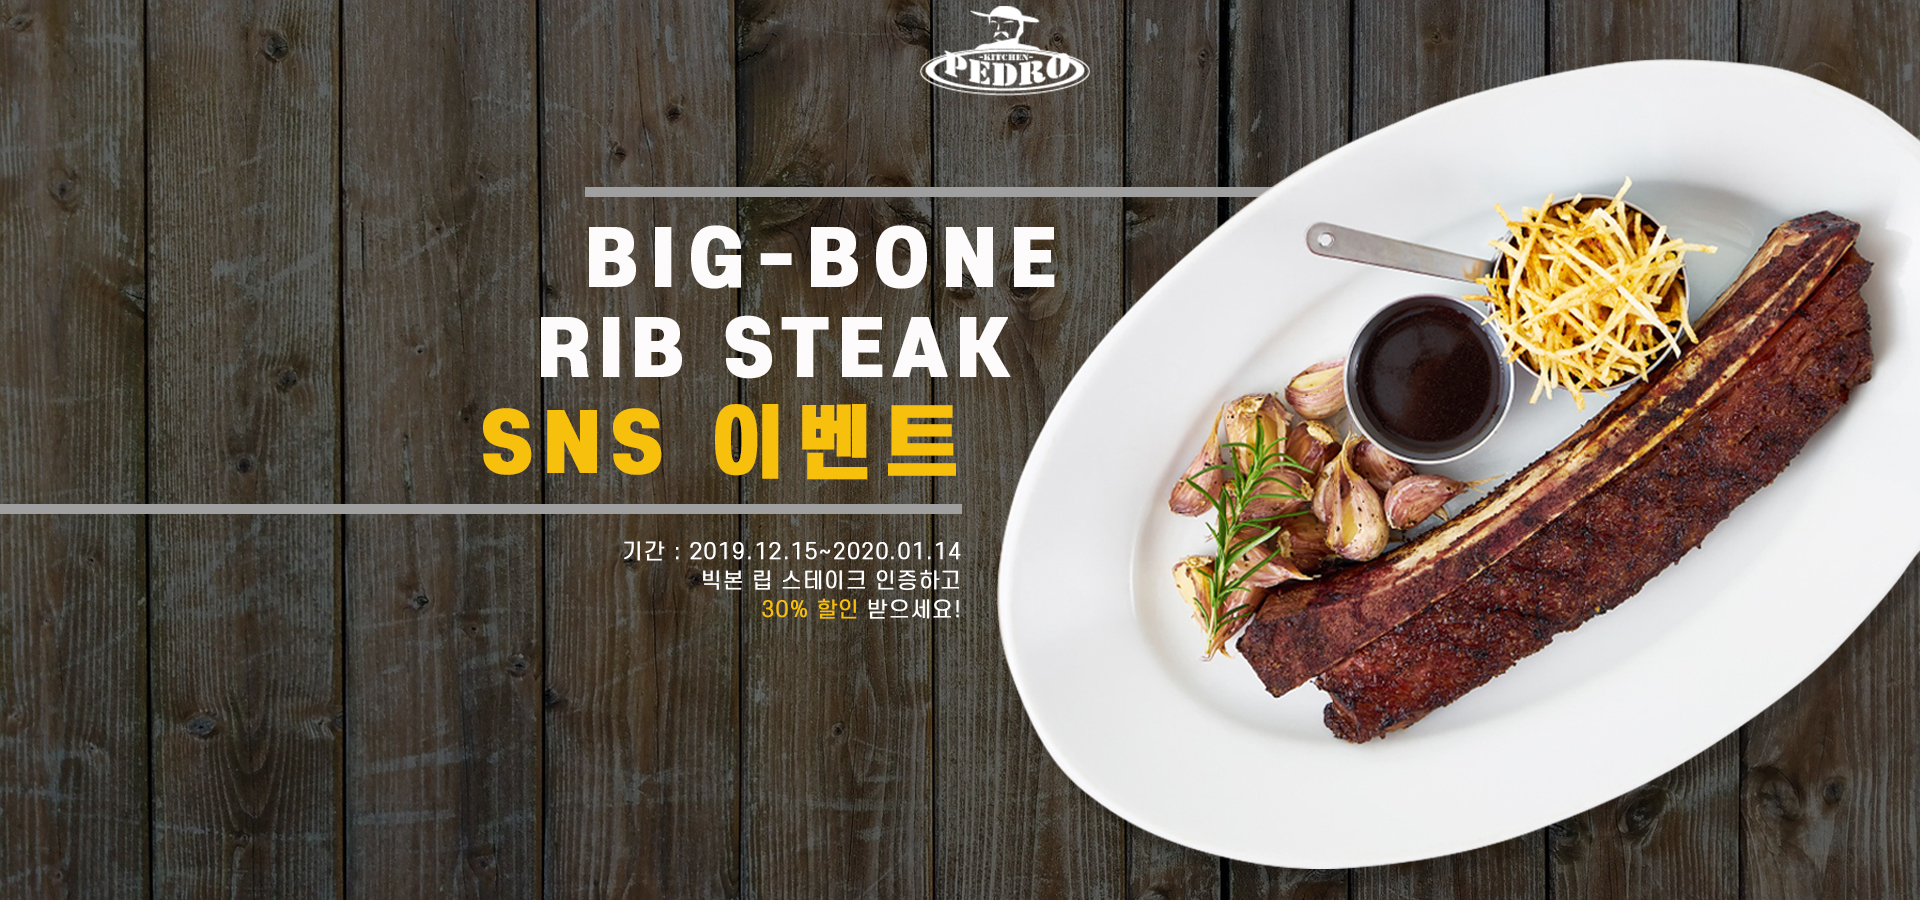 -KITCHEN-
PEDRO
BIG-BONE
RIB STEAK
SNS 이벤트
기간 : 2019.12.15~2020.01.14
빅본 립 스테이크 인증하고
30% 할인 받으세요!